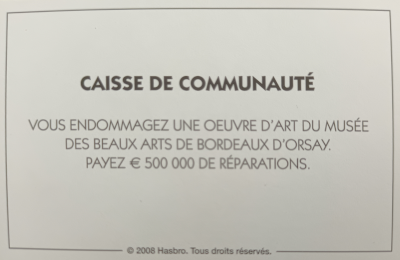 CAISSE DE COMMUNAUTÉ
VOUS ENDOMMAGEZ UNE OEUVRE D'ART DU MUSÉE
DES BEAUX ARTS DE BORDEAUX D'ORSAY.
PAYEZ € 500 000 DE RÉPARATIONS.
© 2008 Hasbro. Tous droits réservés.